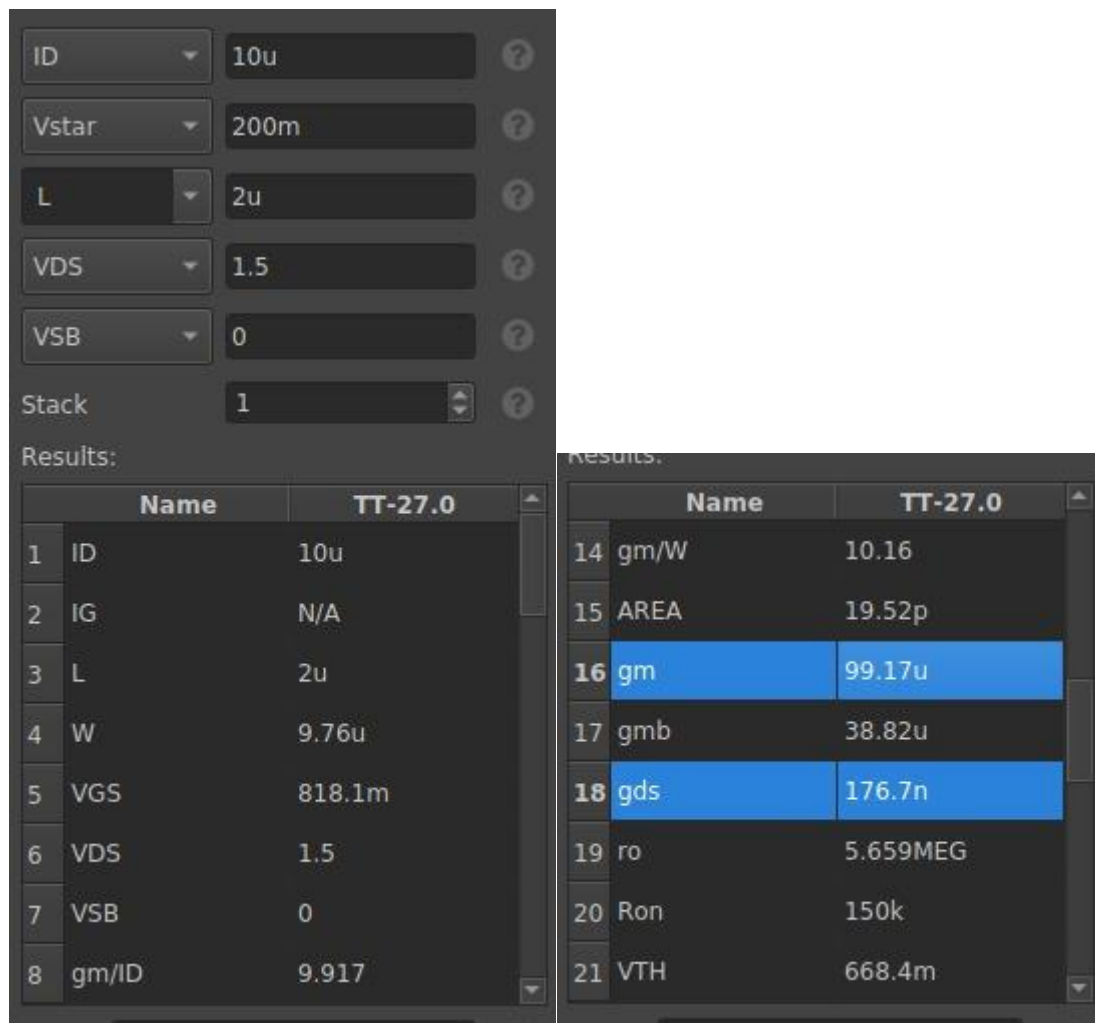 ID 10u ?
Vstar 200m ?
L 2u ?
VDS 1.5 ?
VSB 0 ?
Stack 1 ?
Results:
Name TT-27.0
1 ID 10u
2 IG N/A
3 L 2u
4 W 9.76u
5 VGS 818.1m
6 VDS 1.5
7 VSB 0
8 gm/ID 9.917
Results:
Name TT-27.0
14 gm/W 10.16
15 AREA 19.52p
16 gm 99.17u
17 gmb 38.82u
18 gds 176.7n
19 ro 5.659MEG
20 Ron 150k
21 VTH 668.4m